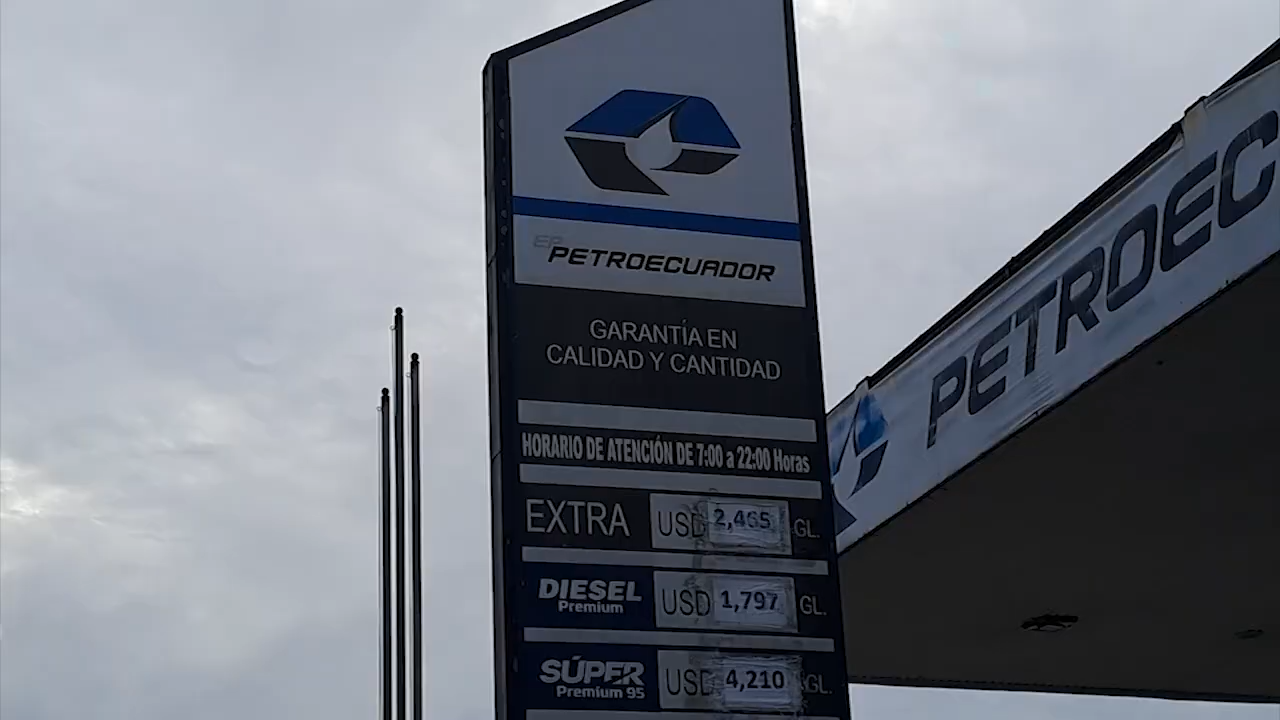 EP PETROECUADOR
GARANTÍA EN
CALIDAD Y CANTIDAD
HORARIO DE ATENCIÓN DE 7:00 a 22:00 Horas
EXTRA USD 2,465 GL.
DIESEL Premium USD 1,797 GL.
SÚPER Premium 95 USD 4,210 GL.
PETROEC